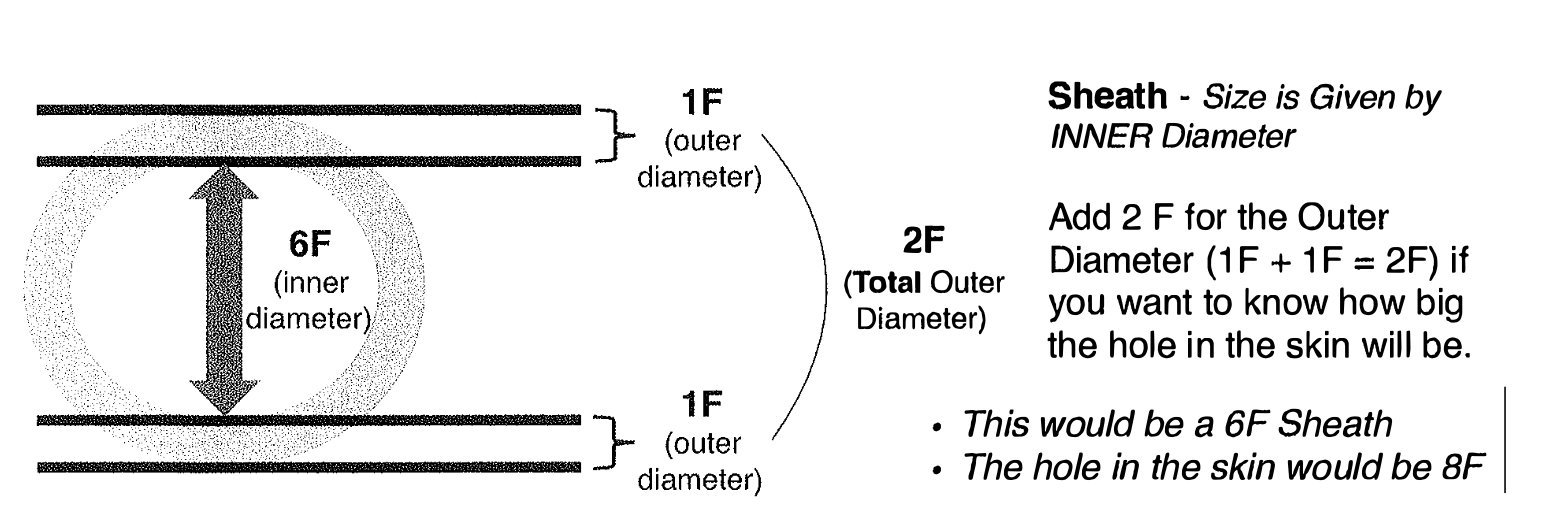 1F
(outer
diameter)
6F
(inner
diameter)
2F
(Total Outer
Diameter)
1F
(outer
diameter)
Sheath - Size is Given by
INNER Diameter
Add 2 F for the Outer
Diameter (1F + 1F = 2F) if
you want to know how big
the hole in the skin will be.
• This would be a 6F Sheath
• The hole in the skin would be 8F